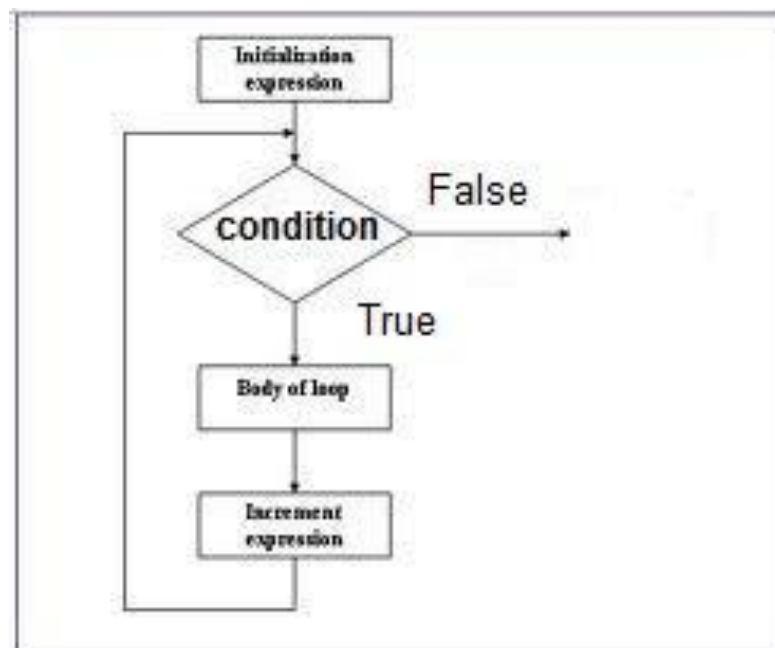 Initialization
expression
condition
False
True
Body of loop
Increment
expression